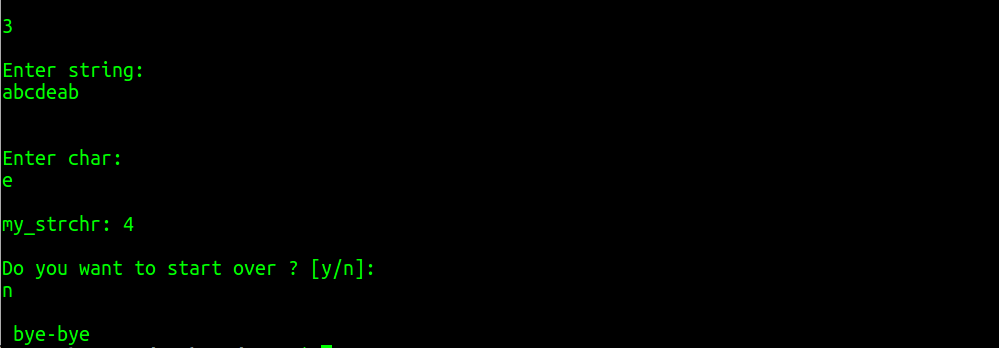 3
Enter string:
abcdeab
Enter char:
e
my_strchr: 4
Do you want to start over ? [y/n]:
n
bye-bye